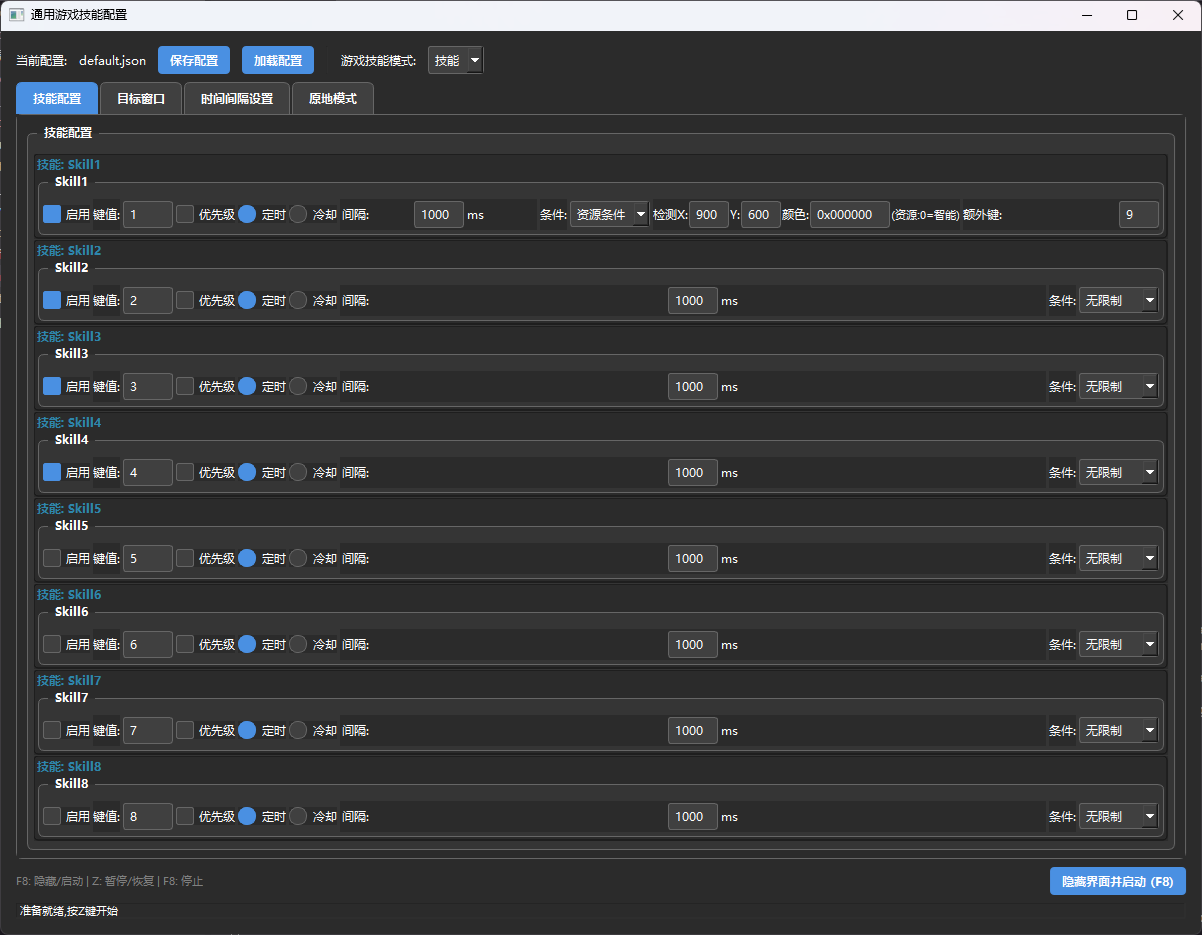 通用游戏技能配置
当前配置: default.json 保存配置 加载配置 游戏技能模式: 技能
技能配置 目标窗口 时间间隔设置 原地模式
技能配置
技能: Skill1
Skill1
启用 键值: 1 优先级 定时 冷却 间隔: 1000 ms 条件: 资源条件 检测X: 900 Y: 600 颜色: 0x000000 (资源:0=智能) 额外键: 9
技能: Skill2
Skill2
启用 键值: 2 优先级 定时 冷却 间隔: 1000 ms 条件: 无限制
技能: Skill3
Skill3
启用 键值: 3 优先级 定时 冷却 间隔: 1000 ms 条件: 无限制
技能: Skill4
Skill4
启用 键值: 4 优先级 定时 冷却 间隔: 1000 ms 条件: 无限制
技能: Skill5
Skill5
启用 键值: 5 优先级 定时 冷却 间隔: 1000 ms 条件: 无限制
技能: Skill6
Skill6
启用 键值: 6 优先级 定时 冷却 间隔: 1000 ms 条件: 无限制
技能: Skill7
Skill7
启用 键值: 7 优先级 定时 冷却 间隔: 1000 ms 条件: 无限制
技能: Skill8
Skill8
启用 键值: 8 优先级 定时 冷却 间隔: 1000 ms 条件: 无限制
F8: 隐藏/启动 | Z: 暂停/恢复 | F8: 停止 隐藏界面并启动 (F8)
准备就绪,按Z键开始